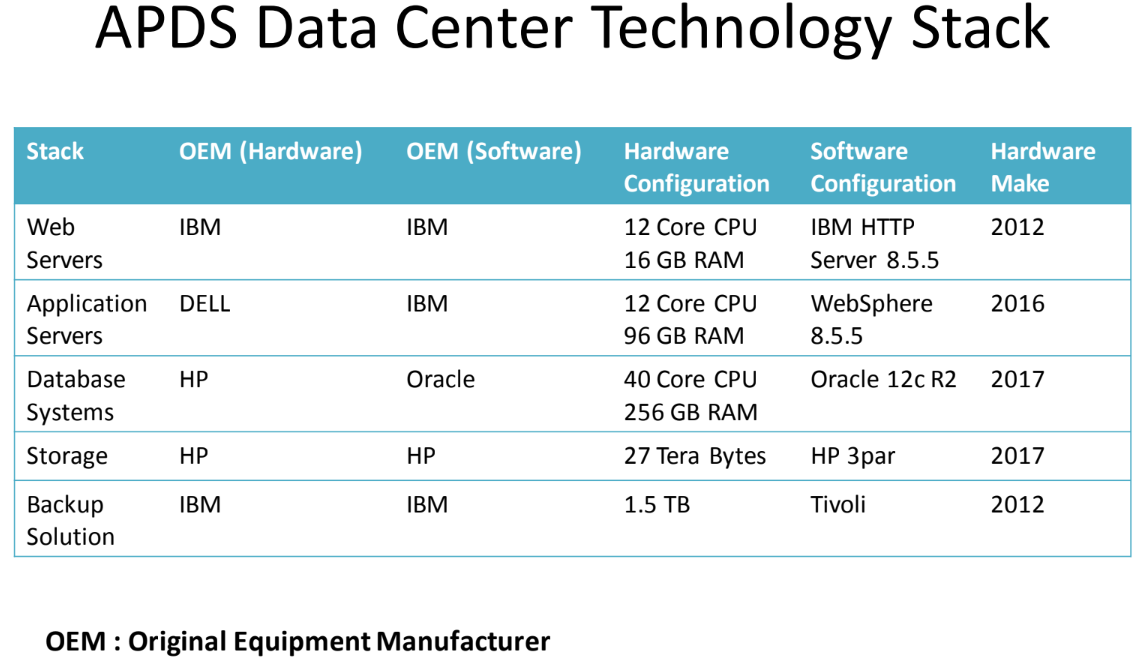 APDS Data Center Technology Stack
Stack OEM (Hardware) OEM (Software) Hardware Configuration Software Configuration Hardware Make
Web Servers IBM IBM 12 Core CPU 16 GB RAM IBM HTTP Server 8.5.5 2012
Application Servers DELL IBM 12 Core CPU 96 GB RAM WebSphere 8.5.5 2016
Database Systems HP Oracle 40 Core CPU 256 GB RAM Oracle 12c R2 2017
Storage HP HP 27 Tera Bytes HP 3par 2017
Backup Solution IBM IBM 1.5 TB Tivoli 2012
OEM : Original Equipment Manufacturer